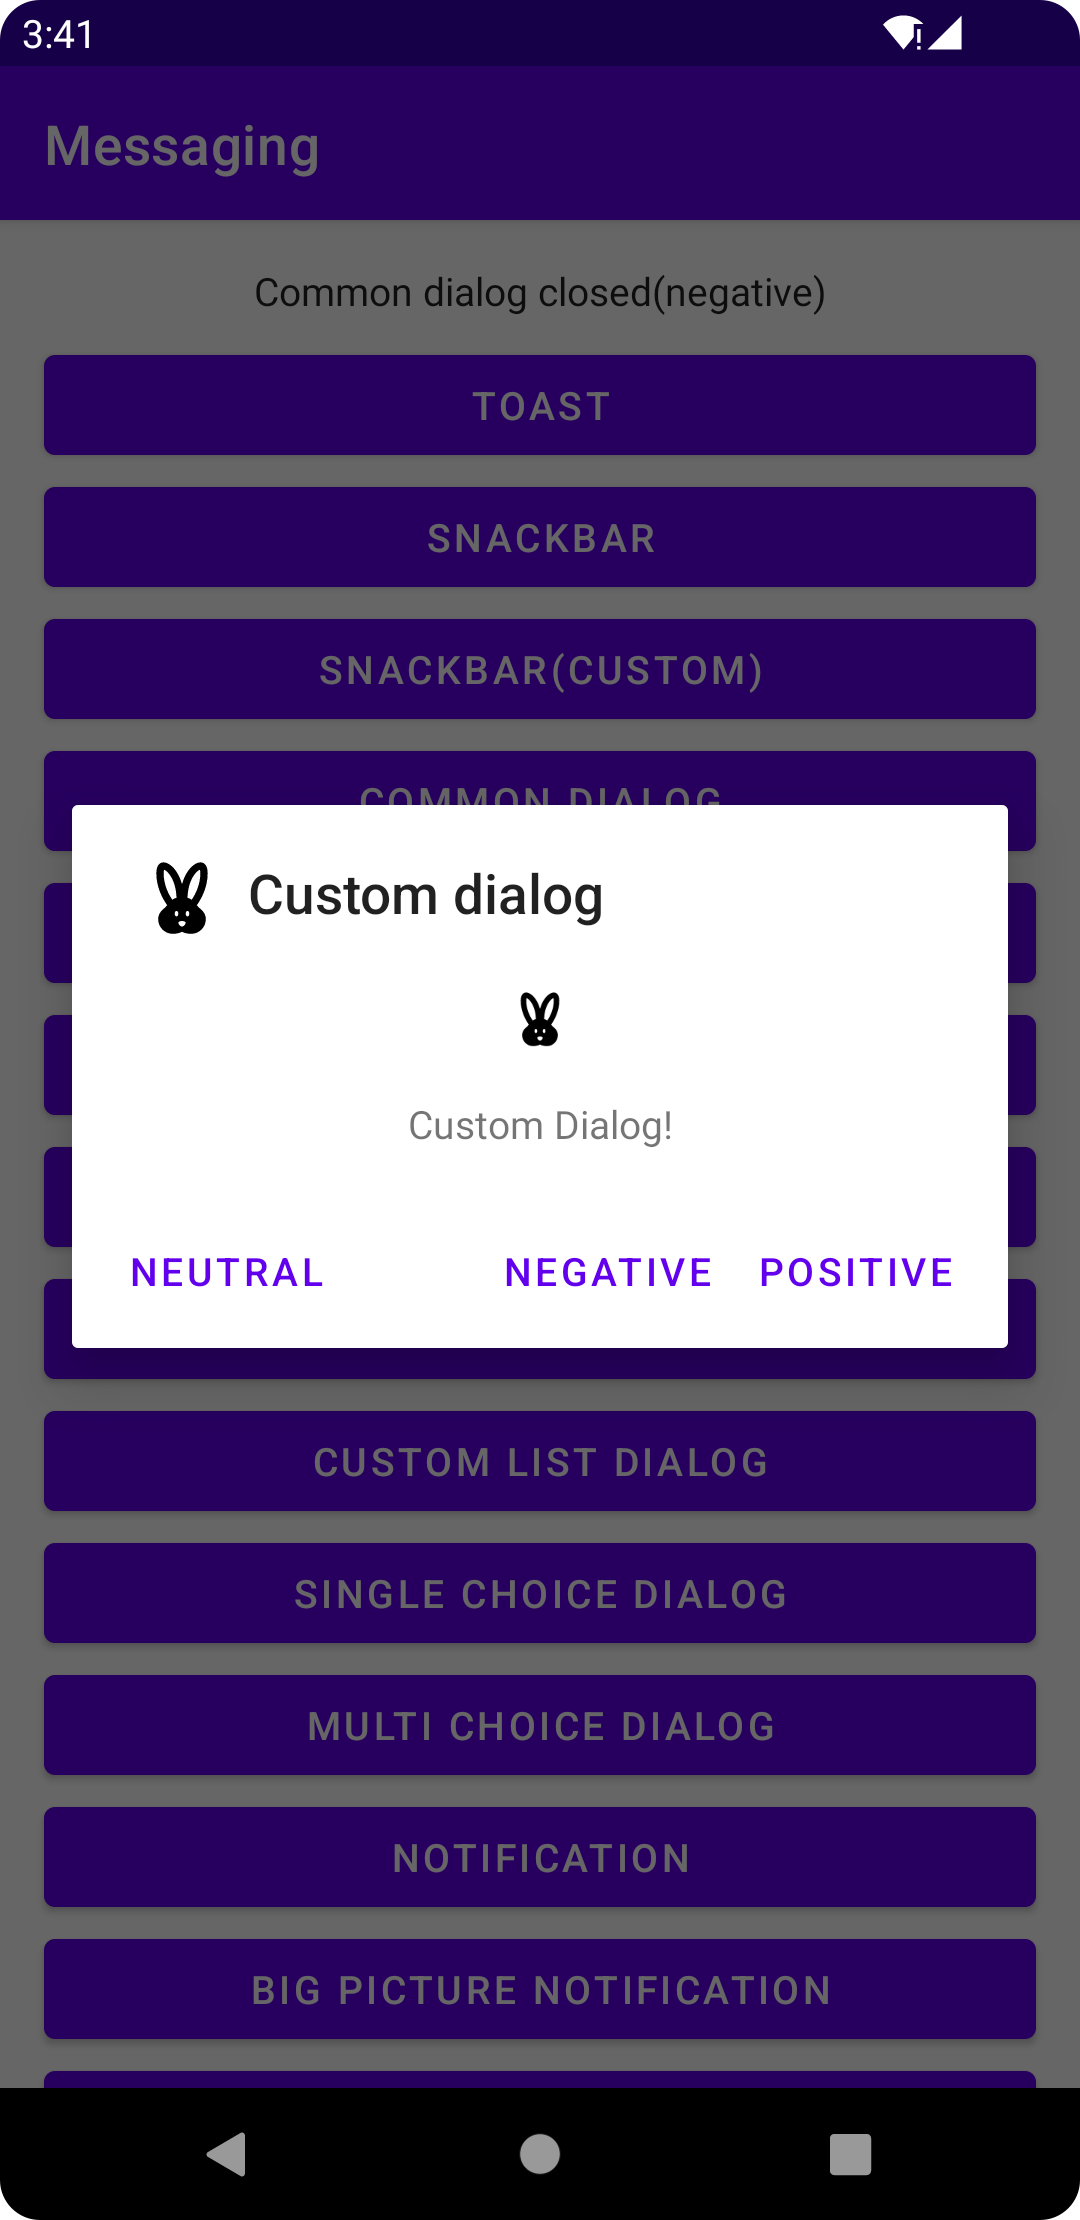 3:41
Messaging
Common dialog closed(negative)
TOAST
SNACKBAR
SNACKBAR(CUSTOM)
COMMON DIALOG
Custom dialog
Custom Dialog!
NEUTRAL NEGATIVE POSITIVE
CUSTOM LIST DIALOG
SINGLE CHOICE DIALOG
MULTI CHOICE DIALOG
NOTIFICATION
BIG PICTURE NOTIFICATION